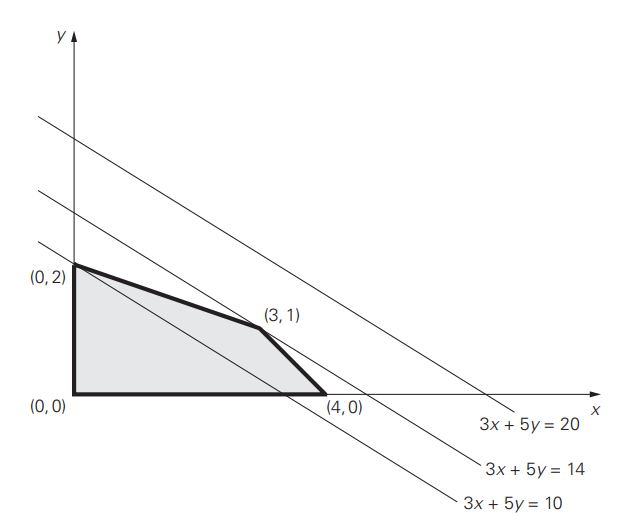 y
(0, 2)
(3, 1)
(0, 0)
(4, 0)
x
3x + 5y = 20
3x + 5y = 14
3x + 5y = 10